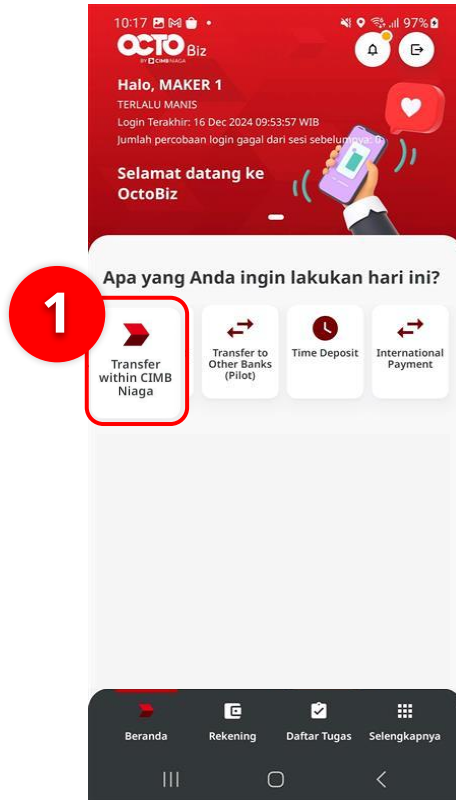 10:17
97%
OCTO Biz
BY CIMB NIAGA
Halo, MAKER 1
TERLALU MANIS
Login Terakhir: 16 Dec 2024 09:53:57 WIB
Jumlah percobaan login gagal dari sesi sebelumnya: 0
Selamat datang ke
OctoBiz
Apa yang Anda ingin lakukan hari ini?
1
Transfer
within CIMB
Niaga
Transfer to
Other Banks
(Pilot)
Time Deposit
International
Payment
Beranda
Rekening
Daftar Tugas
Selengkapnya